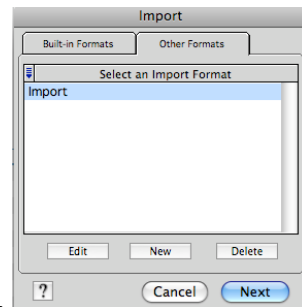 Import
Built-in Formats Other Formats
Select an Import Format
Import
Edit New Delete
? Cancel Next